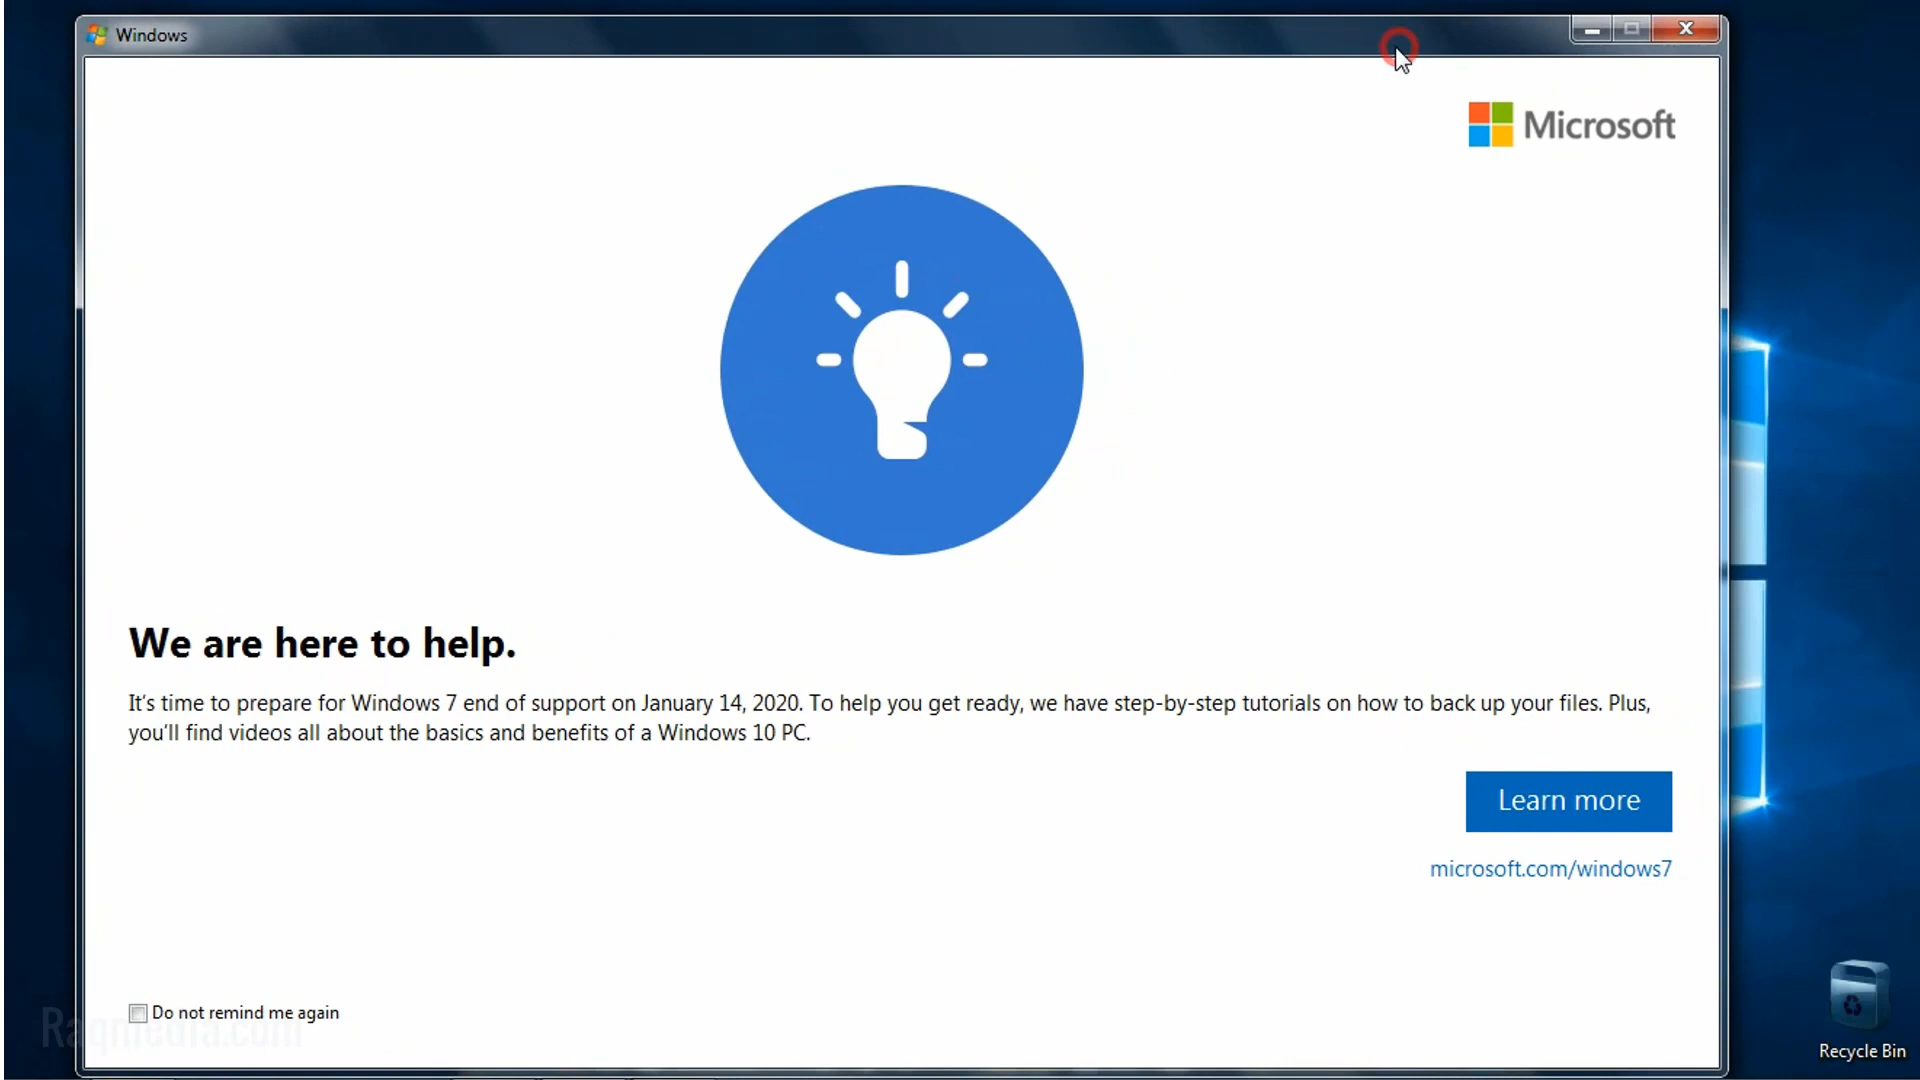 Windows
Microsoft
We are here to help.
It's time to prepare for Windows 7 end of support on January 14, 2020. To help you get ready, we have step-by-step tutorials on how to back up your files. Plus,
you'll find videos all about the basics and benefits of a Windows 10 PC.
Learn more
microsoft.com/windows7
Do not remind me again
Raqmedia.com
Recycle Bin